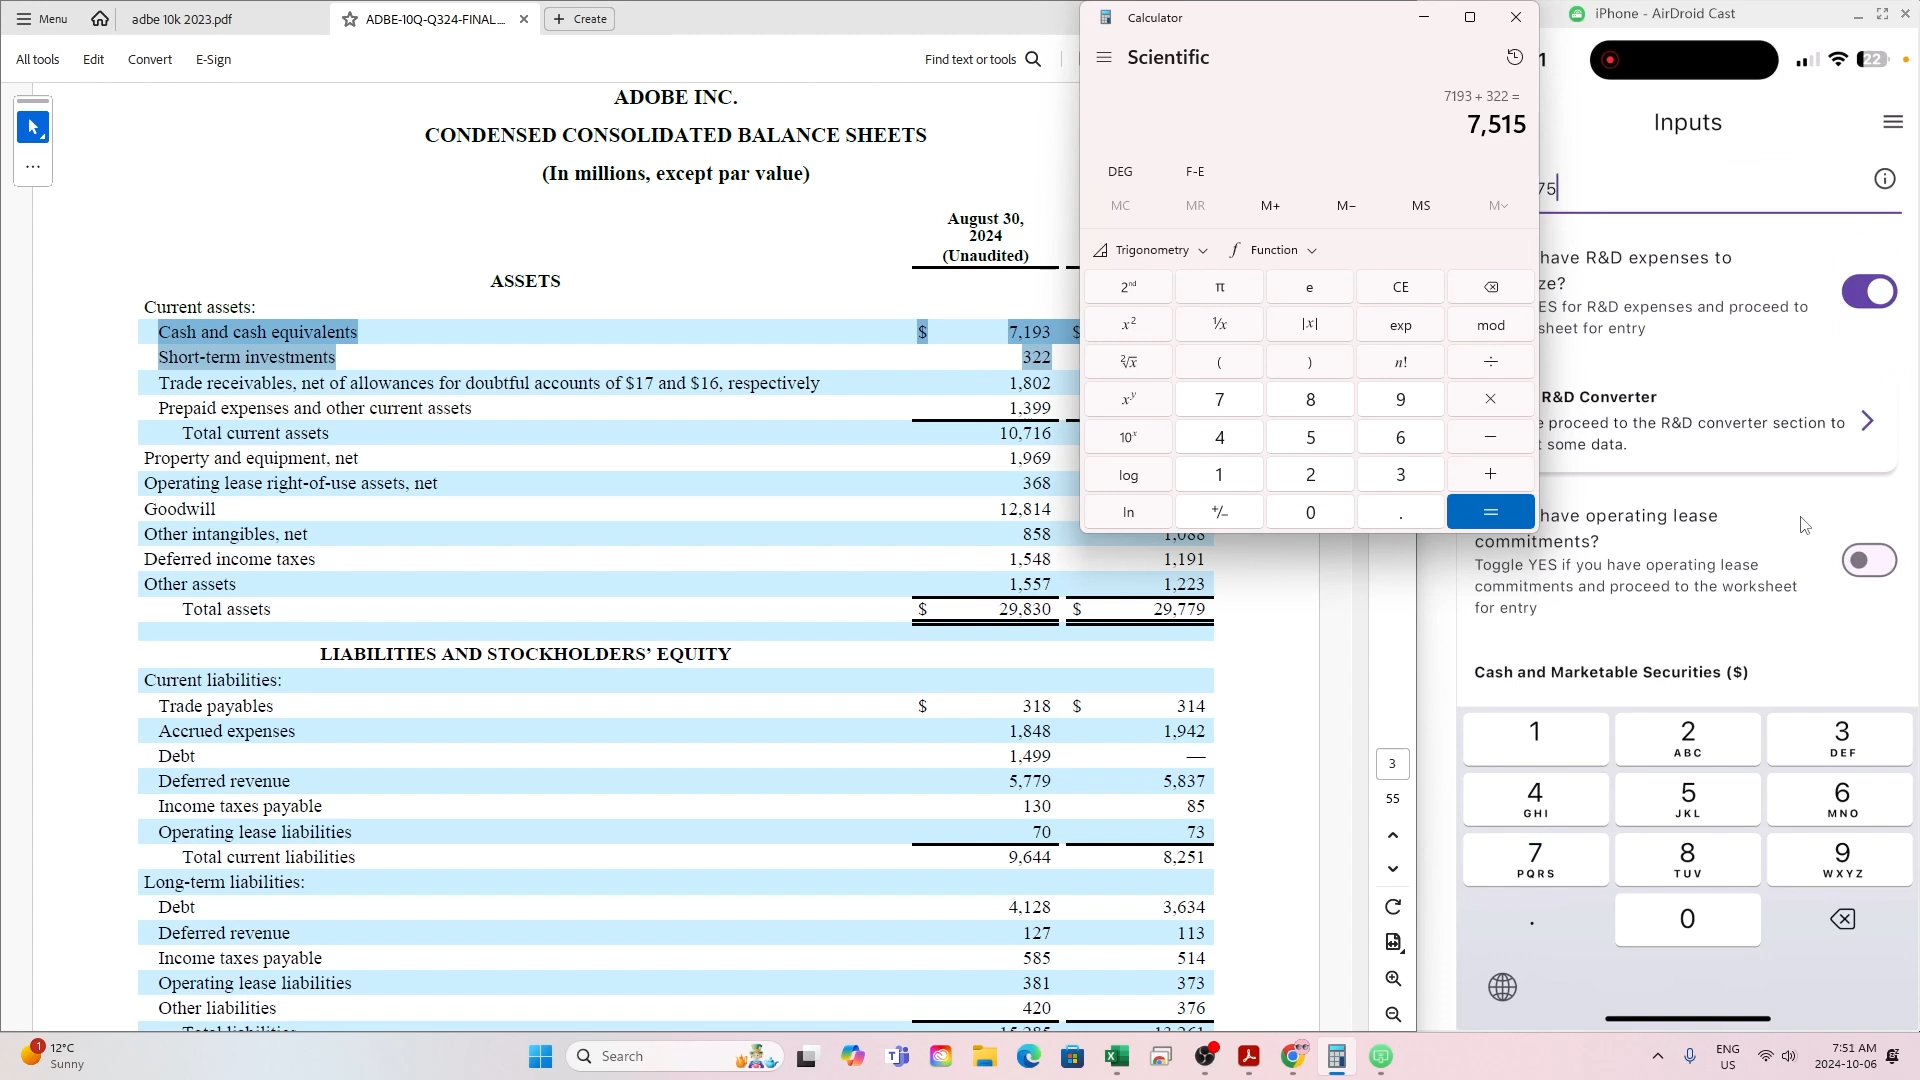 Menu
adbe 10k 2023.pdf
ADBE-10Q-Q324-FINAL....
Create
All tools
Edit
Convert
E-Sign
Find text or tools
ADOBE INC.
CONDENSED CONSOLIDATED BALANCE SHEETS
(In millions, except par value)
August 30,
2024
(Unaudited)
ASSETS
Current assets:
Cash and cash equivalents $ 7,193 $
Short-term investments 322
Trade receivables, net of allowances for doubtful accounts of $17 and $16, respectively 1,802
Prepaid expenses and other current assets 1,399
Total current assets 10,716
Property and equipment, net 1,969
Operating lease right-of-use assets, net 368
Goodwill 12,814
Other intangibles, net 858 1,088
Deferred income taxes 1,548 1,191
Other assets 1,557 1,223
Total assets $ 29,830 $ 29,779
LIABILITIES AND STOCKHOLDERS' EQUITY
Current liabilities:
Trade payables $ 318 $ 314
Accrued expenses 1,848 1,942
Debt 1,499 —
Deferred revenue 5,779 5,837
Income taxes payable 130 85
Operating lease liabilities 70 73
Total current liabilities 9,644 8,251
Long-term liabilities:
Debt 4,128 3,634
Deferred revenue 127 113
Income taxes payable 585 514
Operating lease liabilities 381 373
Other liabilities 420 376
3
55
Calculator
Scientific
7193 + 322 =
7,515
DEG F-E
MC MR M+ M− MS M
Trigonometry Function
2nd π e CE
x² ¹/x |x| exp mod
²√x ( ) n! ÷
xʸ 7 8 9 ×
10ˣ 4 5 6 −
log 1 2 3 +
ln +/− 0 . =
iPhone - AirDroid Cast
1
22
Inputs
75
have R&D expenses to
ze?
ES for R&D expenses and proceed to
sheet for entry
R&D Converter
e proceed to the R&D converter section to
t some data.
have operating lease
commitments?
Toggle YES if you have operating lease
commitments and proceed to the worksheet
for entry
Cash and Marketable Securities ($)
1 2 3
ABC DEF
4 5 6
GHI JKL MNO
7 8 9
PQRS TUV WXYZ
. 0
1
12°C
Sunny
Search
ENG
US
7:51 AM
2024-10-06